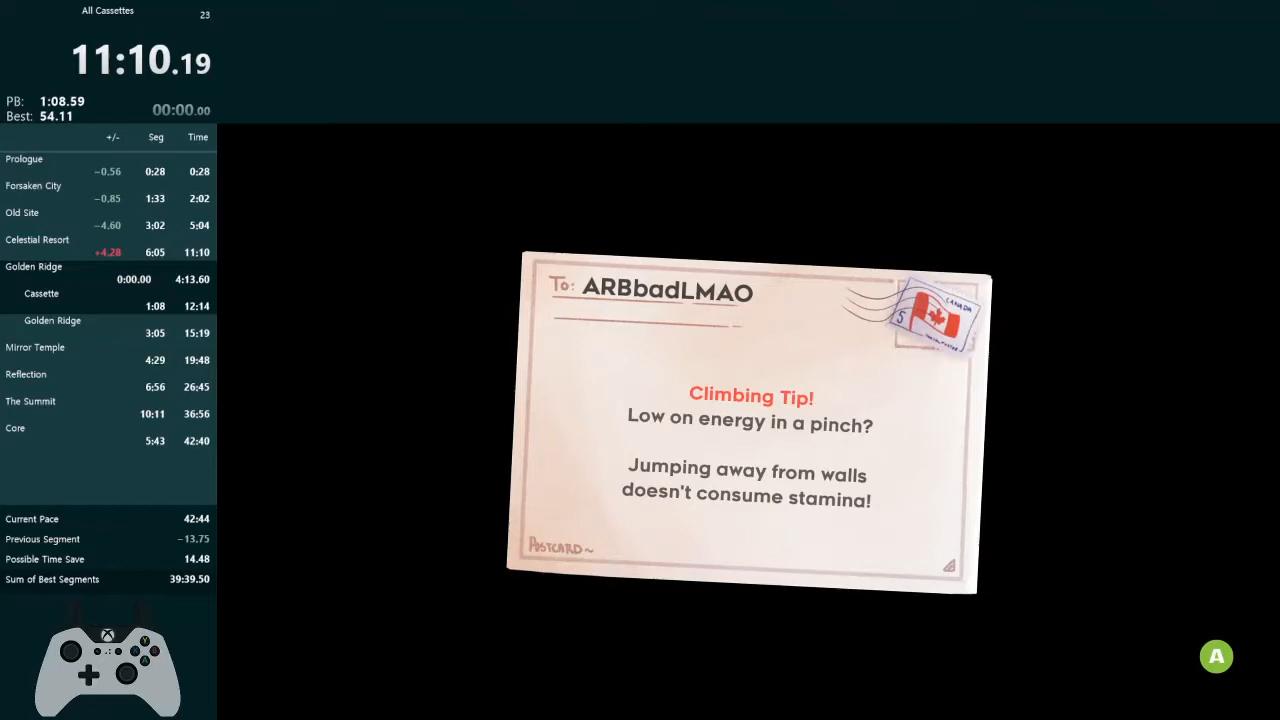 All Cassettes
23
11:10.19
PB: 1:08.59
Best: 54.11
00:00.00
+/- Seg Time
Prologue
−0.56 0:28 0:28
Forsaken City
−0.85 1:33 2:02
Old Site
−4.60 3:02 5:04
Celestial Resort
+4.28 6:05 11:10
Golden Ridge
0:00.00 4:13.60
Cassette
1:08 12:14
Golden Ridge
3:05 15:19
Mirror Temple
4:29 19:48
Reflection
6:56 26:45
The Summit
10:11 36:56
Core
5:43 42:40
Current Pace 42:44
Previous Segment −13.75
Possible Time Save 14.48
Sum of Best Segments 39:39.50
Y
X B
A
To: ARBbadLMAO
CANADA
5
Climbing Tip!
Low on energy in a pinch?
Jumping away from walls
doesn't consume stamina!
POSTCARD~
A